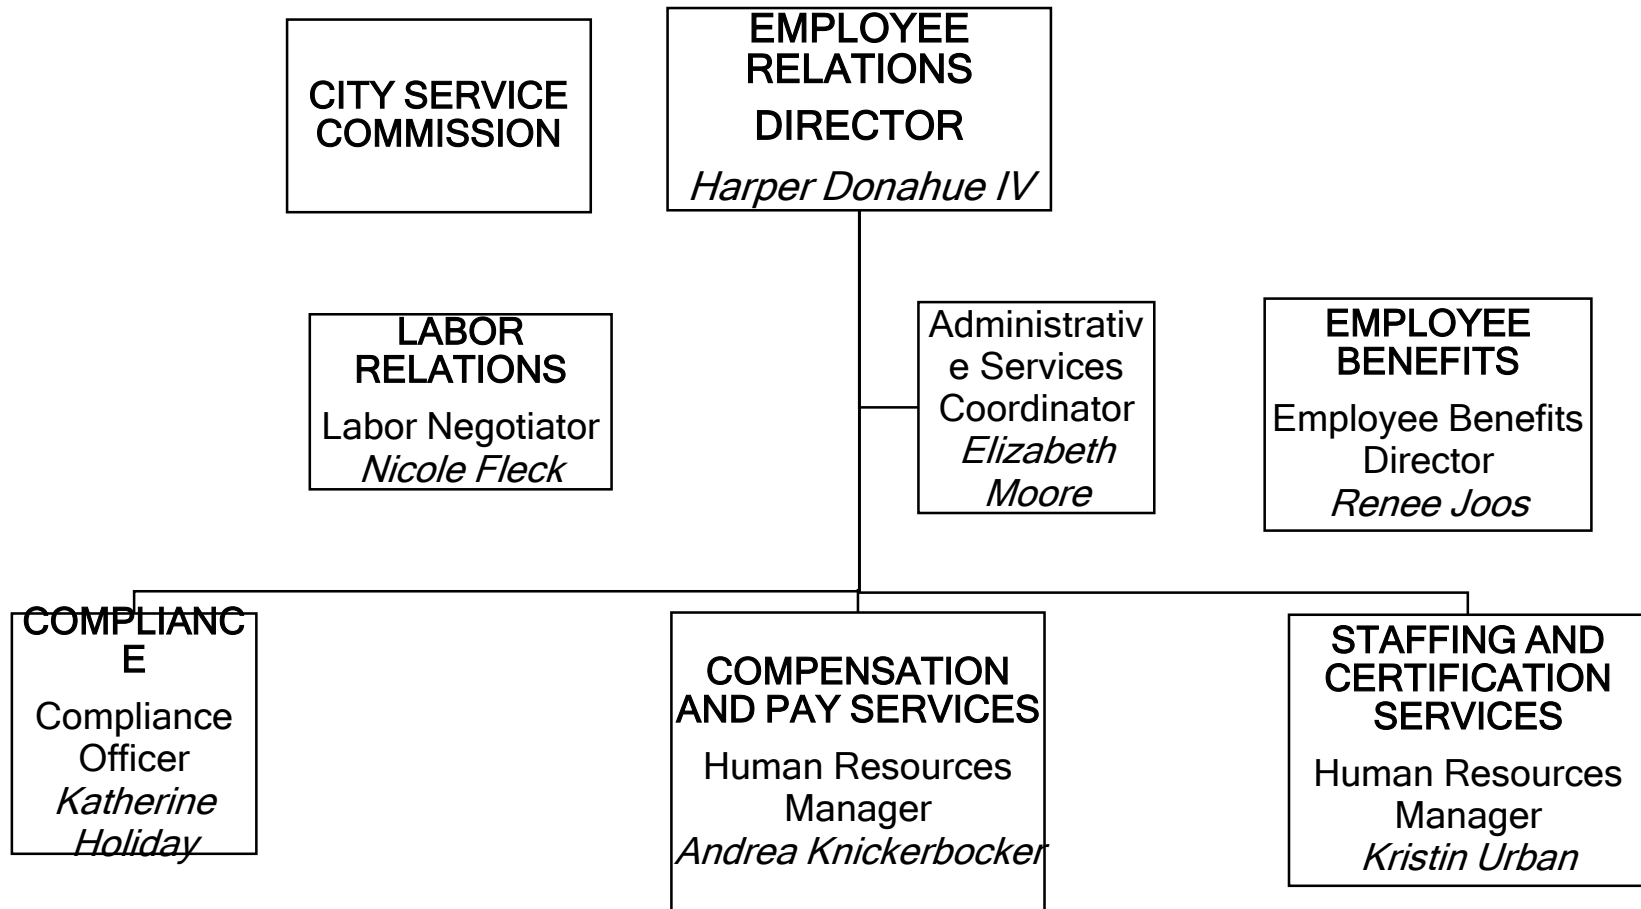 CITY SERVICE
COMMISSION
EMPLOYEE
RELATIONS
DIRECTOR
Harper Donahue IV
LABOR
RELATIONS
Labor Negotiator
Nicole Fleck
Administrativ
e Services
Coordinator
Elizabeth
Moore
EMPLOYEE
BENEFITS
Employee Benefits
Director
Renee Joos
COMPLIANC
E
Compliance
Officer
Katherine
Holiday
COMPENSATION
AND PAY SERVICES
Human Resources
Manager
Andrea Knickerbocker
STAFFING AND
CERTIFICATION
SERVICES
Human Resources
Manager
Kristin Urban